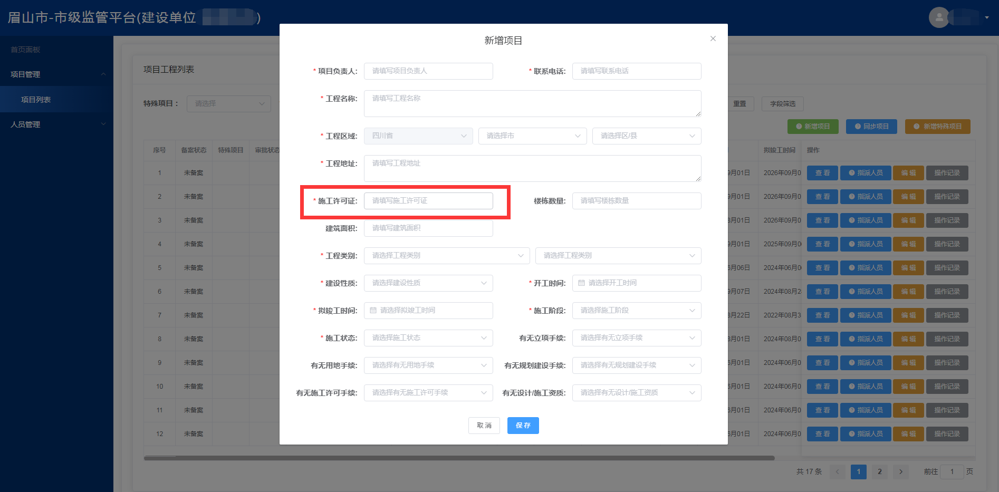 眉山市-市级监管平台(建设单位 )
首页面板
项目管理
项目列表
人员管理
项目工程列表
特殊项目： 请选择
重置 字段筛选
新增项目 同步项目 新增特殊项目
序号 备案状态 特殊项目 审批状态 拟竣工时间 操作
1 未备案 9月01日 2026年09月0 查 看 指派人员 编 辑 操作记录
2 未备案 9月01日 2026年09月0 查 看 指派人员 编 辑 操作记录
3 未备案 3月01日 2026年09月0 查 看 指派人员 编 辑 操作记录
4 未备案 9月01日 2025年09月0 查 看 指派人员 编 辑 操作记录
5 未备案 6月06日 2024年06月0 查 看 指派人员 编 辑 操作记录
6 未备案 9月07日 2024年08月2 查 看 指派人员 编 辑 操作记录
7 未备案 8月22日 2022年08月3 查 看 指派人员 编 辑 操作记录
8 未备案 8月01日 2024年08月0 查 看 指派人员 编 辑 操作记录
9 未备案 6月01日 2024年06月0 查 看 指派人员 编 辑 操作记录
10 未备案 6月01日 2024年06月0 查 看 指派人员 编 辑 操作记录
11 未备案 6月01日 2024年06月0 查 看 指派人员 编 辑 操作记录
12 未备案 6月01日 2024年06月0 查 看 指派人员 编 辑 操作记录
共 17 条 1 2 前往 1 页
新增项目
* 项目负责人: 请填写项目负责人 * 联系电话: 请填写联系电话
* 工程名称: 请填写工程名称
* 工程区域: 四川省 请选择市 请选择区/县
* 工程地址: 请填写工程地址
* 施工许可证: 请填写施工许可证 楼栋数量: 请填写楼栋数量
建筑面积: 请填写建筑面积
* 工程类别: 请选择工程类别 请选择工程类别
* 建设性质: 请选择建设性质 * 开工时间: 请选择开工时间
* 拟竣工时间: 请选择拟竣工时间 * 施工阶段: 请选择施工阶段
* 施工状态: 请选择施工状态 有无立项手续: 请选择有无立项手续
有无用地手续: 请选择有无用地手续 有无规划建设手续: 请选择有无规划建设手续
有无施工许可手续: 请选择有无施工许可手续 有无设计/施工资质: 请选择有无设计/施工资质
取 消 保 存